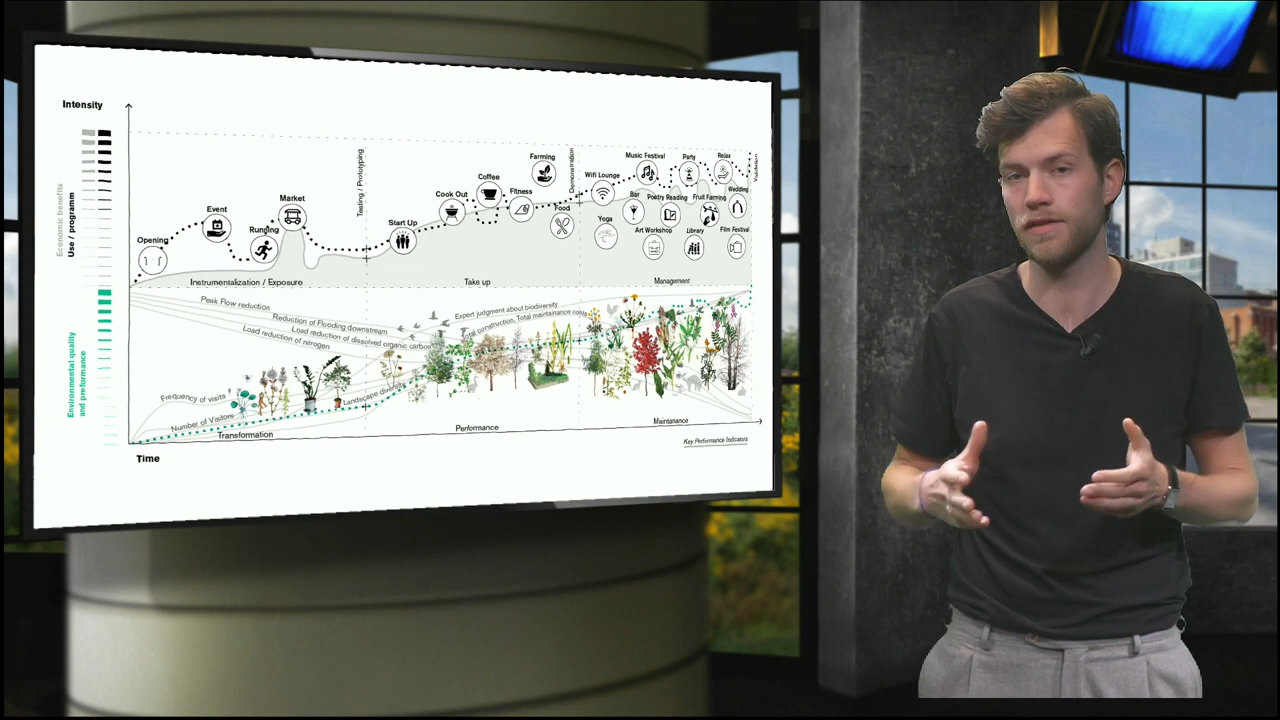 Intensity
Economic benefits
Use / programm
Environmental quality
and preformance
Opening
Event
Running
Market
Testing / Prototyping
Start Up
Cook Out
Coffee
Fitness
Farming
Food
Demonstration
Wifi Lounge
Yoga
Music Festival
Bar
Poetry Reading
Art Workshop
Party
Fruit Farming
Library
Relax
Wedding
Film Festival
Instrumentalization / Exposure
Take up
Management
Peak Flow reduction
Reduction of Flooding downstream
Load reduction of dissolved organic carbon
Load reduction of nitrogen
Expert judgment about biodiversity
Total construction, Total maintainance costs
Frequency of visits
Number of Visitors
Landscape diversity
Transformation
Performance
Maintanance
Key Performance Indicators
Time